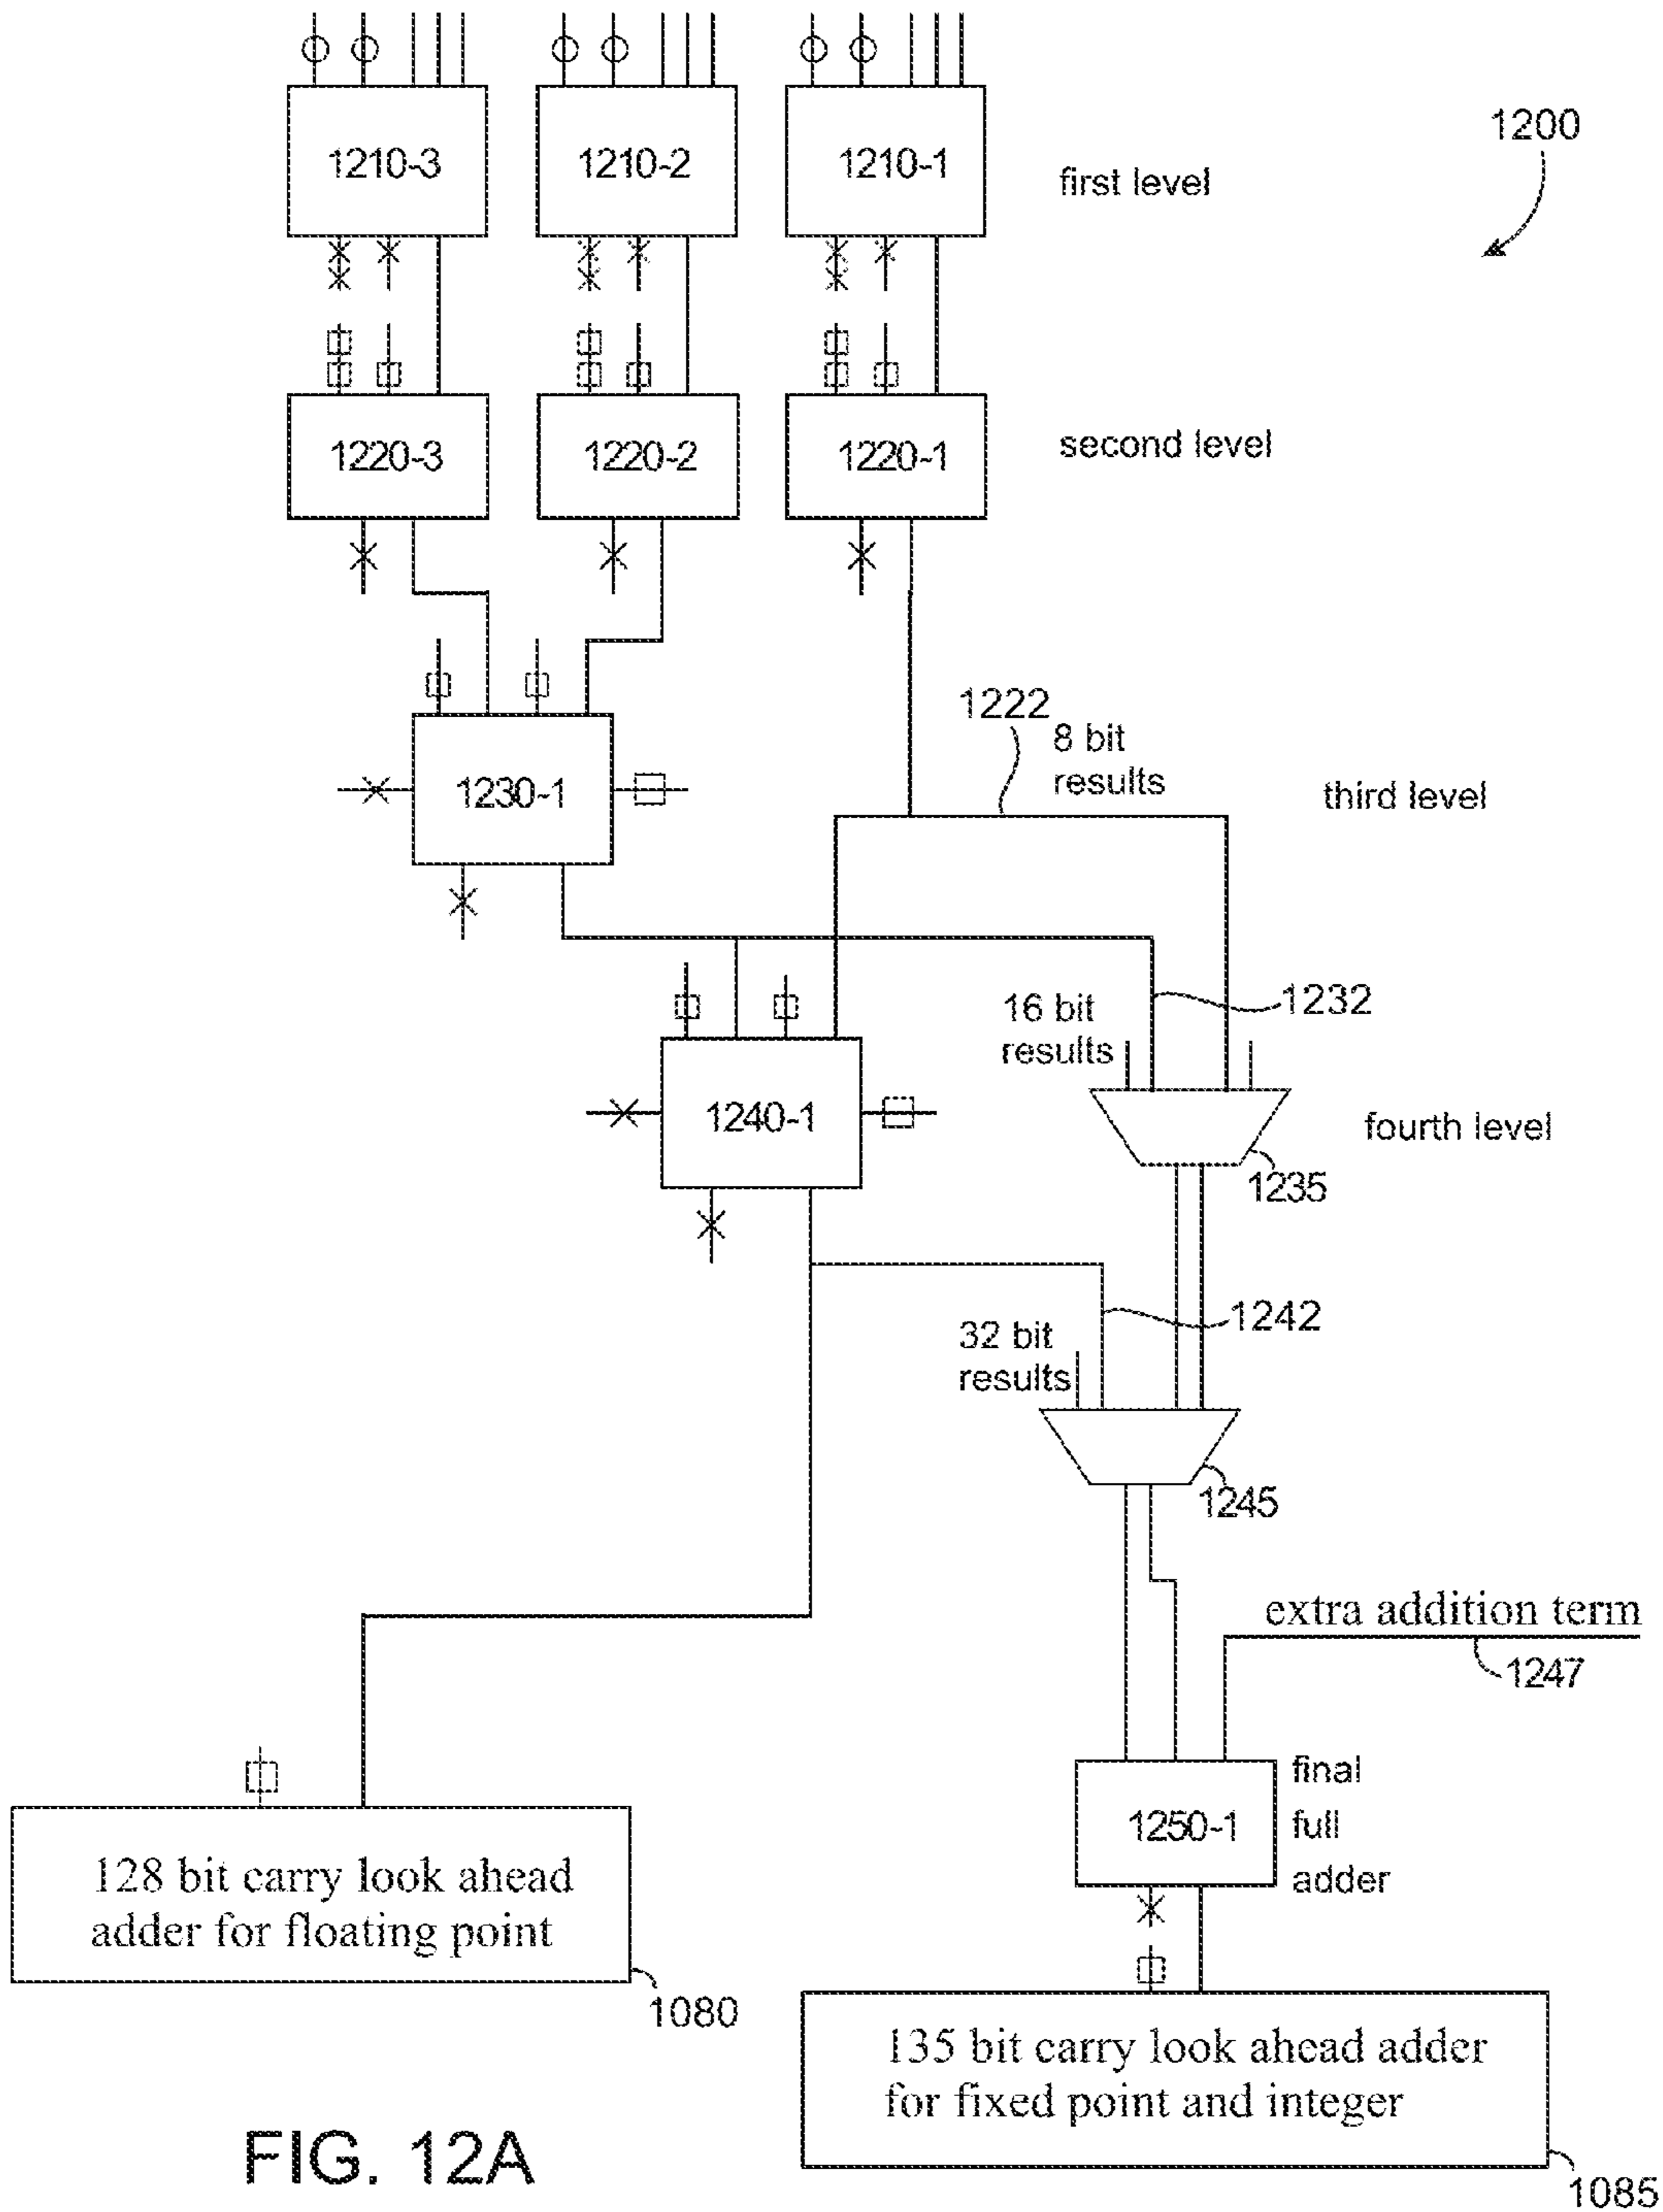 1200
1210-3
1210-2
1210-1
first level
1220-3
1220-2
1220-1
second level
1222
8 bit
results
1230-1
third level
16 bit
results
1232
1240-1
fourth level
1235
32 bit
results
1242
1245
extra addition term
1247
1250-1
final
full
adder
128 bit carry look ahead
adder for floating point
1080
135 bit carry look ahead adder
for fixed point and integer
1085
FIG. 12A